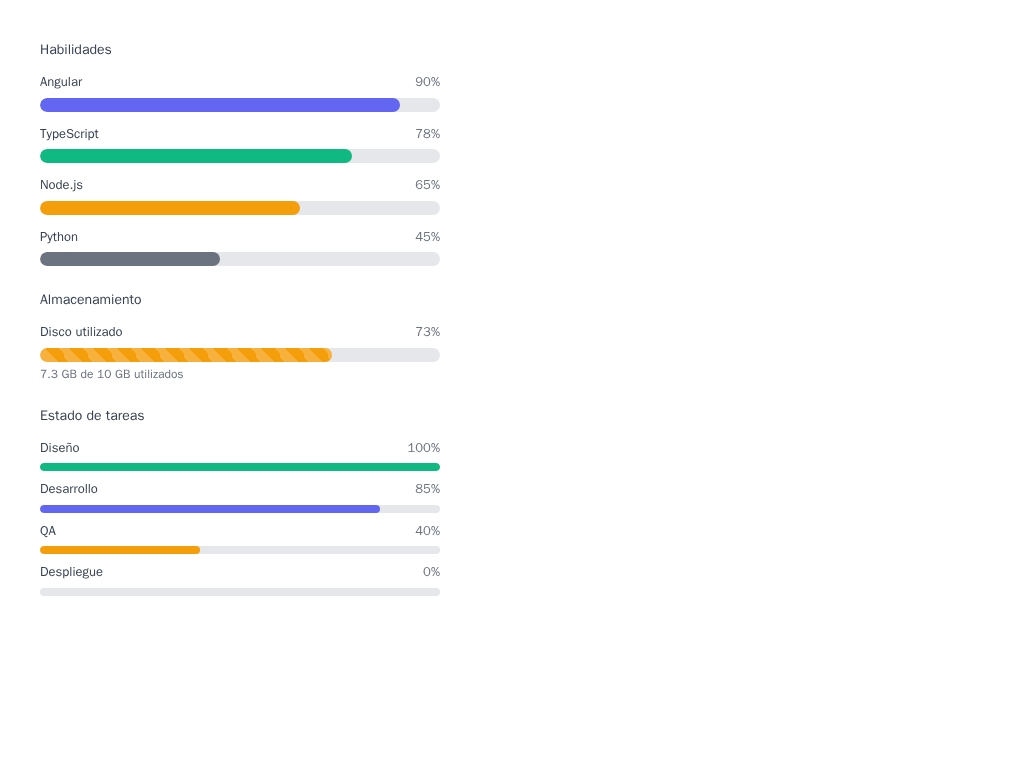 Habilidades
Angular 90%
TypeScript 78%
Node.js 65%
Python 45%
Almacenamiento
Disco utilizado 73%
7.3 GB de 10 GB utilizados
Estado de tareas
Diseño 100%
Desarrollo 85%
QA 40%
Despliegue 0%